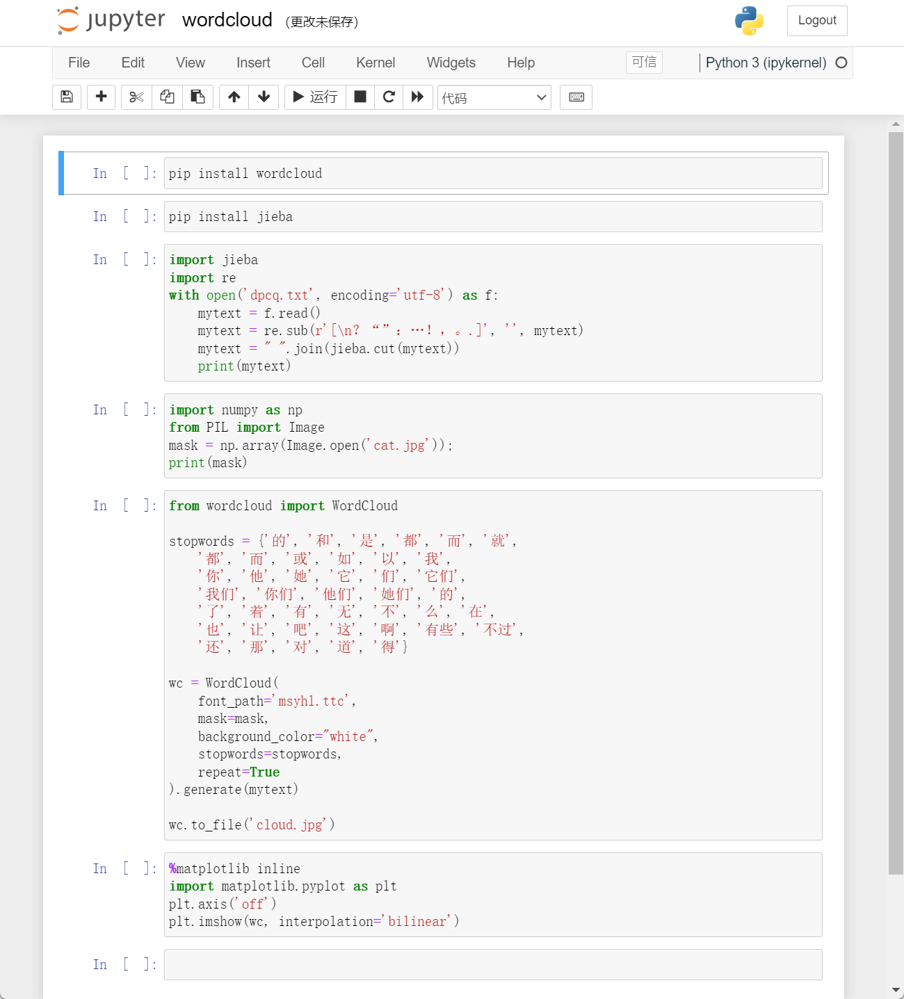 jupyter wordcloud (更改未保存) Logout
File Edit View Insert Cell Kernel Widgets Help 可信 Python 3 (ipykernel)
运行 代码
In [ ]: pip install wordcloud
In [ ]: pip install jieba
In [ ]: import jieba
import re
with open('dpcq.txt', encoding='utf-8') as f:
    mytext = f.read()
    mytext = re.sub(r'[\n？“”：…！，。.]', '', mytext)
    mytext = " ".join(jieba.cut(mytext))
    print(mytext)
In [ ]: import numpy as np
from PIL import Image
mask = np.array(Image.open('cat.jpg'));
print(mask)
In [ ]: from wordcloud import WordCloud
stopwords = {'的', '和', '是', '都', '而', '就',
    '都', '而', '或', '如', '以', '我',
    '你', '他', '她', '它', '们', '它们',
    '我们', '你们', '他们', '她们', '的',
    '了', '着', '有', '无', '不', '么', '在',
    '也', '让', '吧', '这', '啊', '有些', '不过',
    '还', '那', '对', '道', '得'}
wc = WordCloud(
    font_path='msyhl.ttc',
    mask=mask,
    background_color="white",
    stopwords=stopwords,
    repeat=True
).generate(mytext)
wc.to_file('cloud.jpg')
In [ ]: %matplotlib inline
import matplotlib.pyplot as plt
plt.axis('off')
plt.imshow(wc, interpolation='bilinear')
In [ ]: